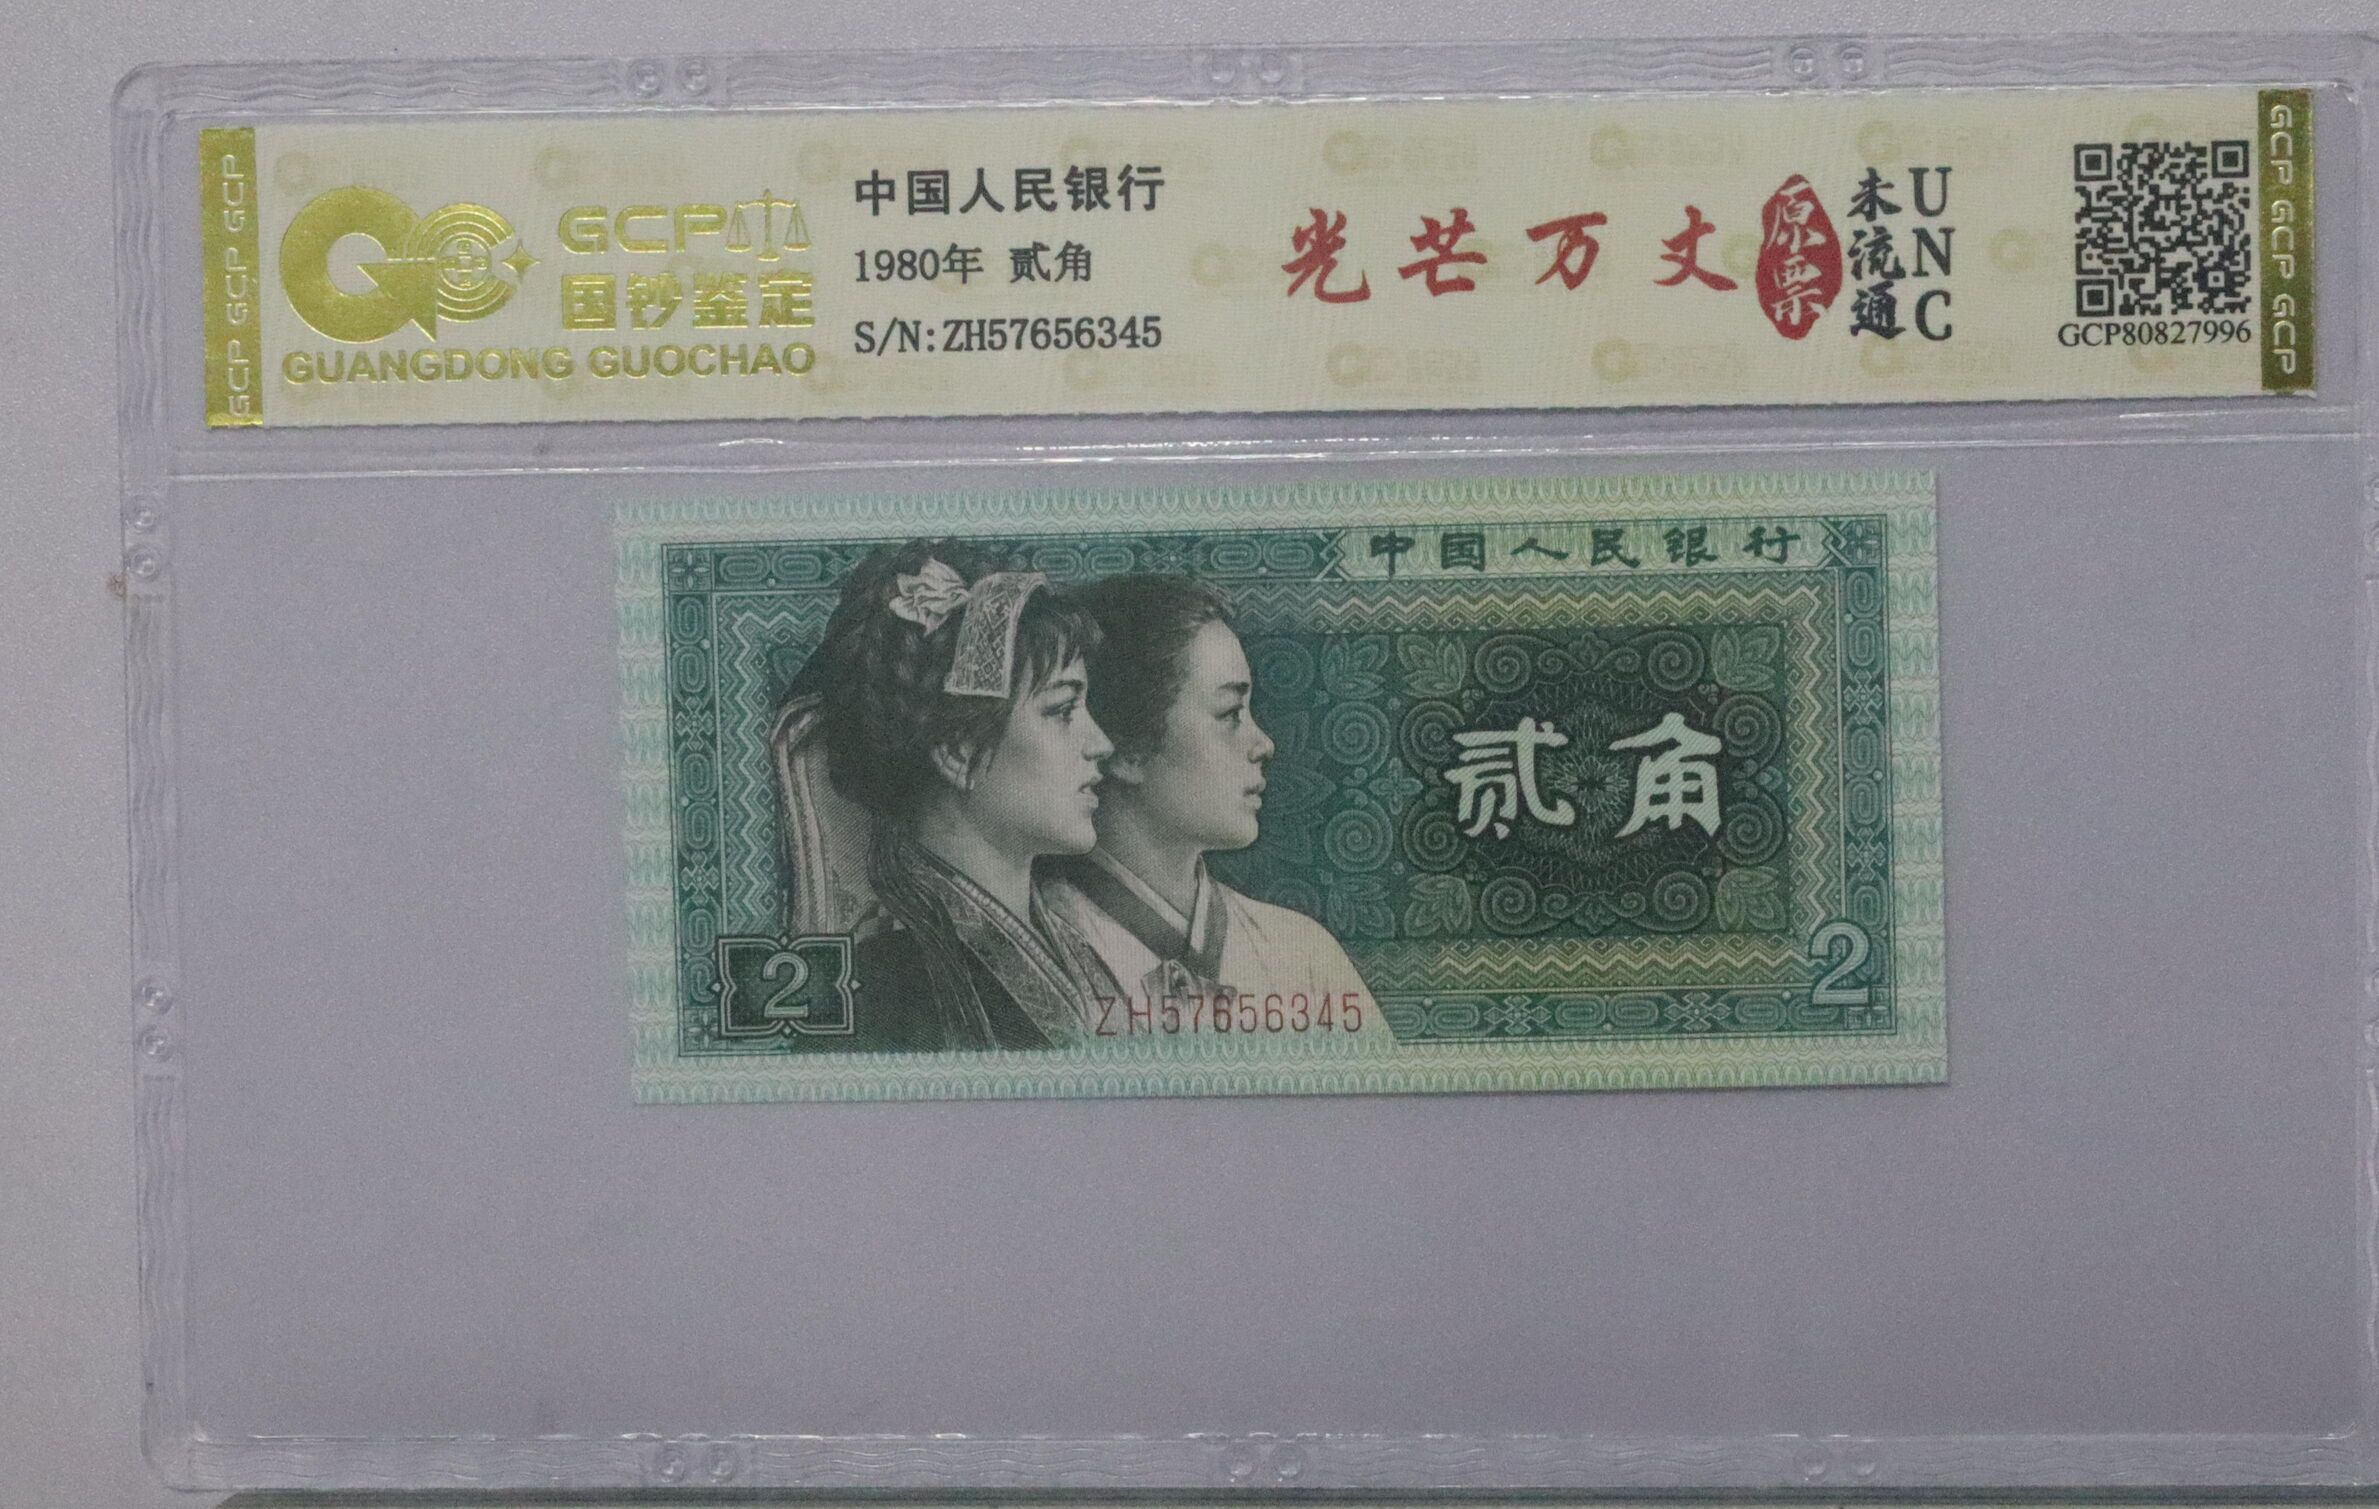 GCP GCP GCP
GCP
国钞鉴定
GUANGDONG GUOCHAO
中国人民银行
1980年 贰角
S/N:ZH57656345
光芒万丈
原票
未流通
UNC
GCP80827996
GCP GCP GCP
中国人民银行
贰角
2
2
ZH57656345